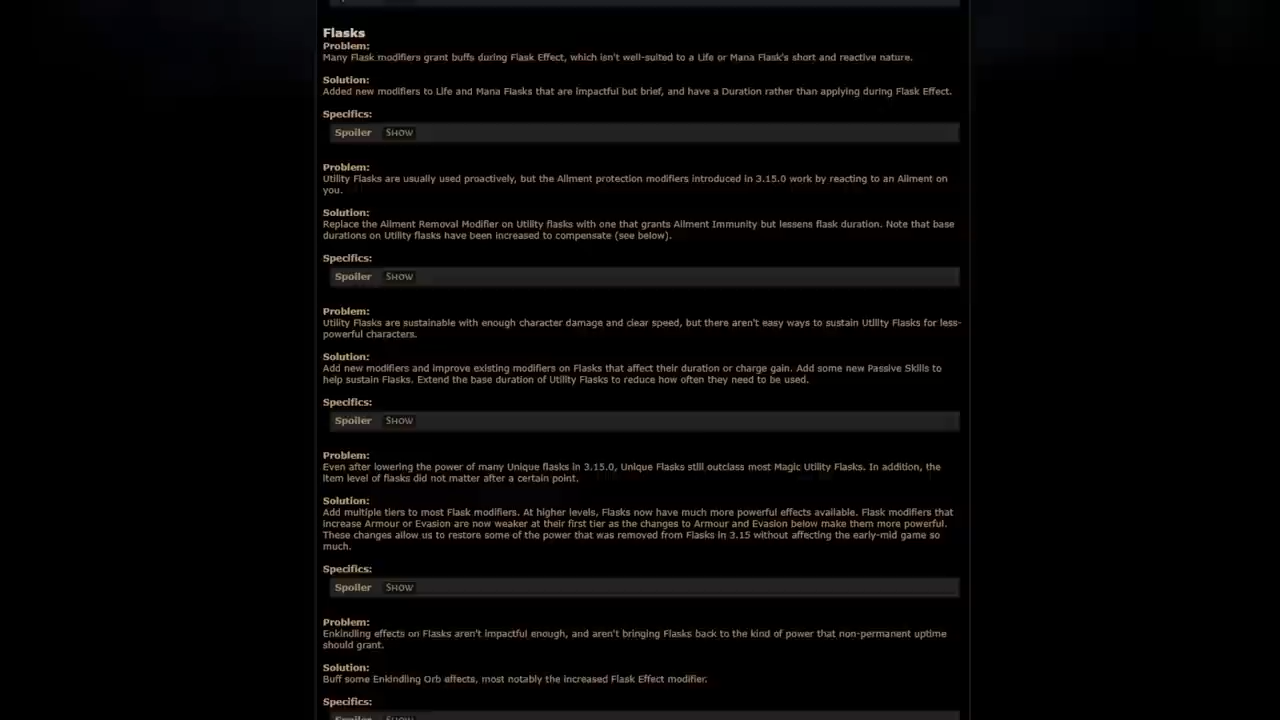 Flasks
Problem:
Many Flask modifiers grant buffs during Flask Effect, which isn't well-suited to a Life or Mana Flask's short and reactive nature.
Solution:
Added new modifiers to Life and Mana Flasks that are impactful but brief, and have a Duration rather than applying during Flask Effect.
Specifics:
Spoiler SHOW
Problem:
Utility Flasks are usually used proactively, but the Ailment protection modifiers introduced in 3.15.0 work by reacting to an Ailment on
you.
Solution:
Replace the Ailment Removal Modifier on Utility flasks with one that grants Ailment Immunity but lessens flask duration. Note that base
durations on Utility flasks have been increased to compensate (see below).
Specifics:
Spoiler SHOW
Problem:
Utility Flasks are sustainable with enough character damage and clear speed, but there aren't easy ways to sustain Utility Flasks for less-
powerful characters.
Solution:
Add new modifiers and improve existing modifiers on Flasks that affect their duration or charge gain. Add some new Passive Skills to
help sustain Flasks. Extend the base duration of Utility Flasks to reduce how often they need to be used.
Specifics:
Spoiler SHOW
Problem:
Even after lowering the power of many Unique flasks in 3.15.0, Unique Flasks still outclass most Magic Utility Flasks. In addition, the
item level of flasks did not matter after a certain point.
Solution:
Add multiple tiers to most Flask modifiers. At higher levels, Flasks now have much more powerful effects available. Flask modifiers that
increase Armour or Evasion are now weaker at their first tier as the changes to Armour and Evasion below make them more powerful.
These changes allow us to restore some of the power that was removed from Flasks in 3.15 without affecting the early-mid game so
much.
Specifics:
Spoiler SHOW
Problem:
Enkindling effects on Flasks aren't impactful enough, and aren't bringing Flasks back to the kind of power that non-permanent uptime
should grant.
Solution:
Buff some Enkindling Orb effects, most notably the increased Flask Effect modifier.
Specifics:
Spoiler SHOW